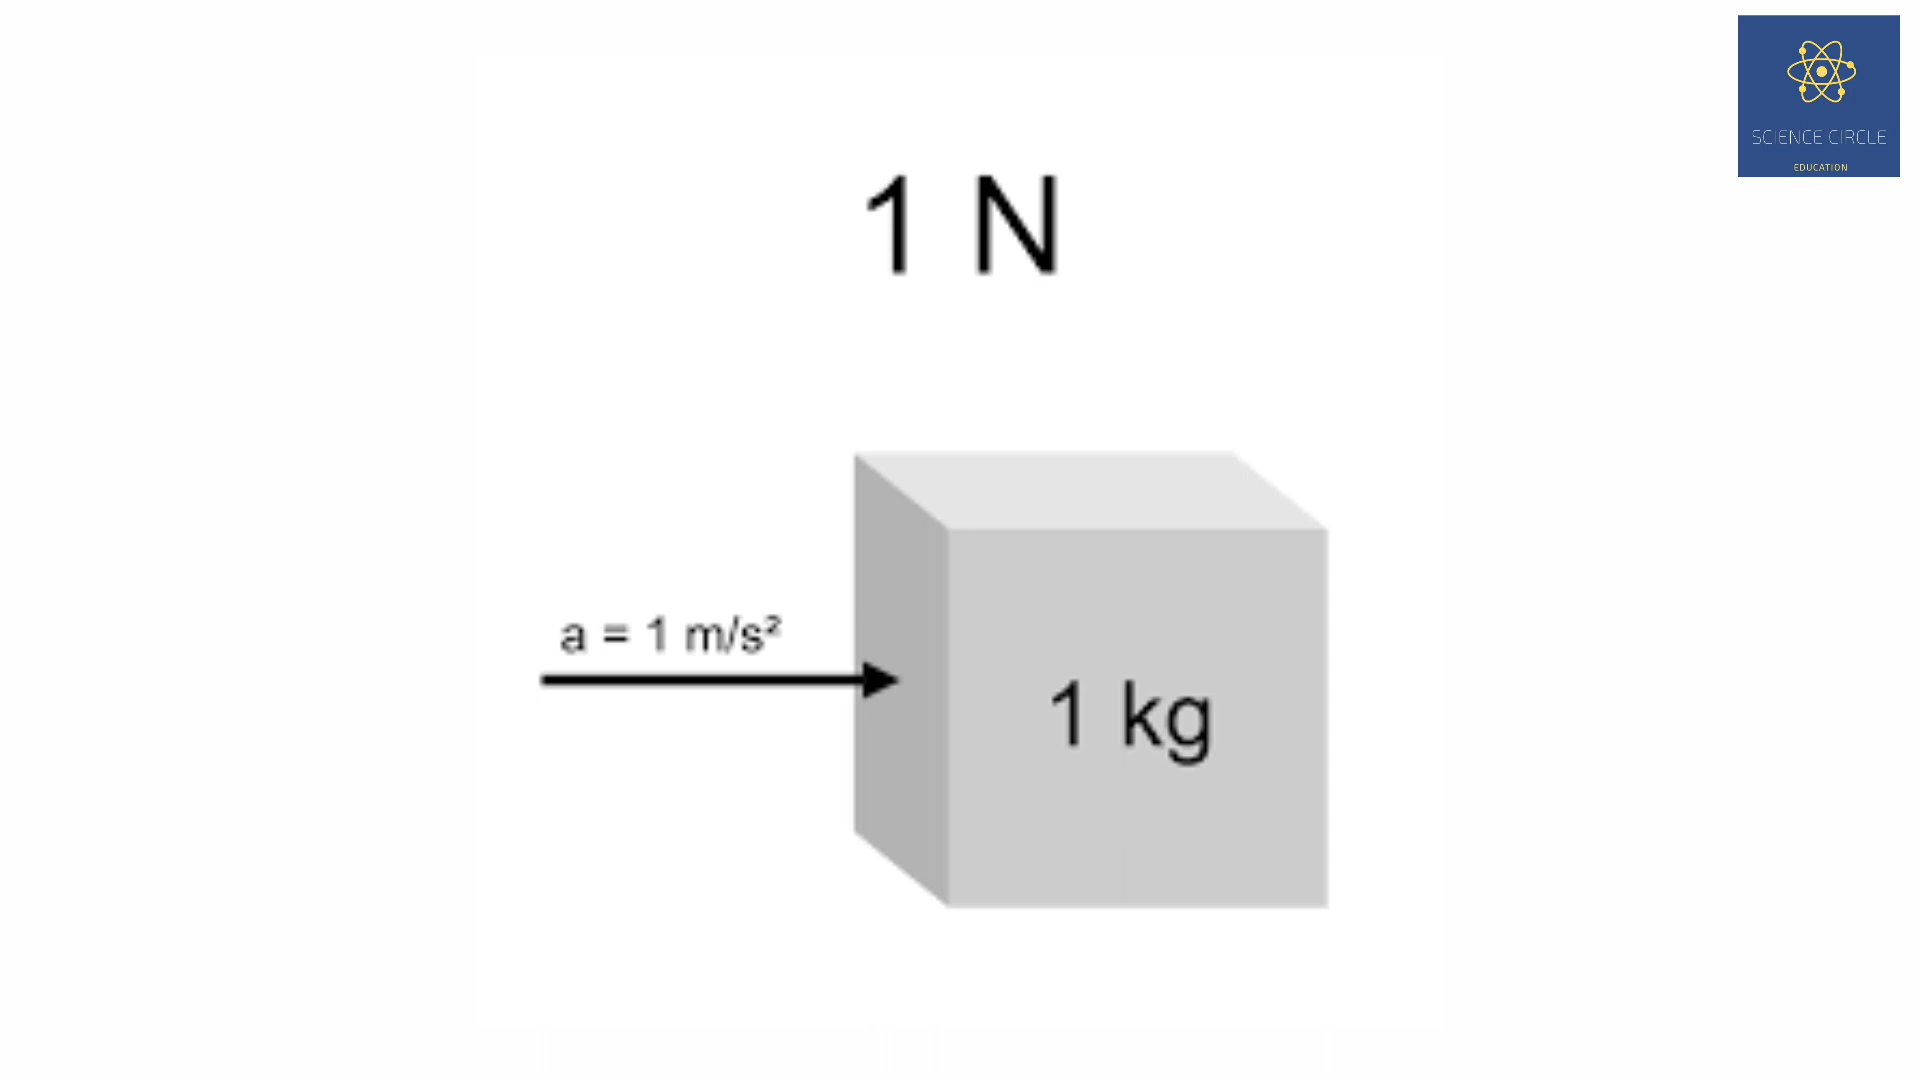 SCIENCE CIRCLE
EDUCATION
1 N
a = 1 m/s²
1 kg